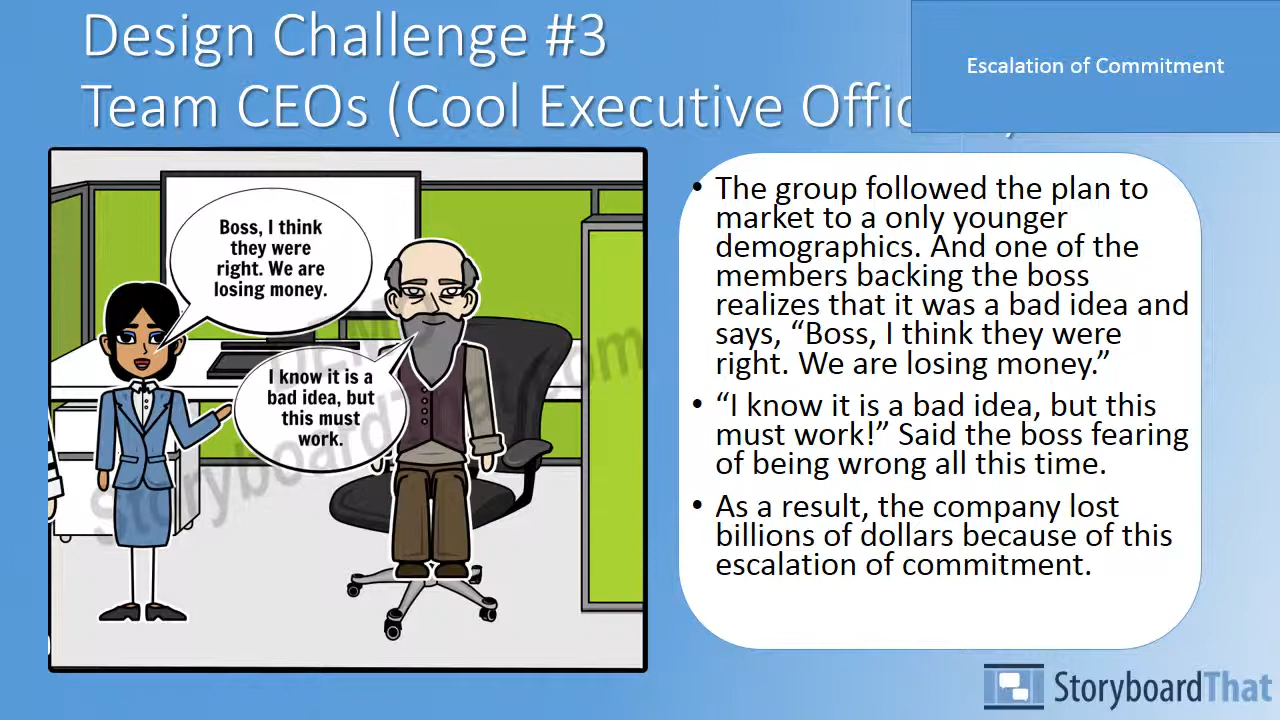 Design Challenge #3
Team CEOs (Cool Executive Offic
Escalation of Commitment
Boss, I think
they were
right. We are
losing money.
I know it is a
bad idea, but
this must
work.
• The group followed the plan to
market to a only younger
demographics. And one of the
members backing the boss
realizes that it was a bad idea and
says, “Boss, I think they were
right. We are losing money.”
• “I know it is a bad idea, but this
must work!” Said the boss fearing
of being wrong all this time.
• As a result, the company lost
billions of dollars because of this
escalation of commitment.
StoryboardThat